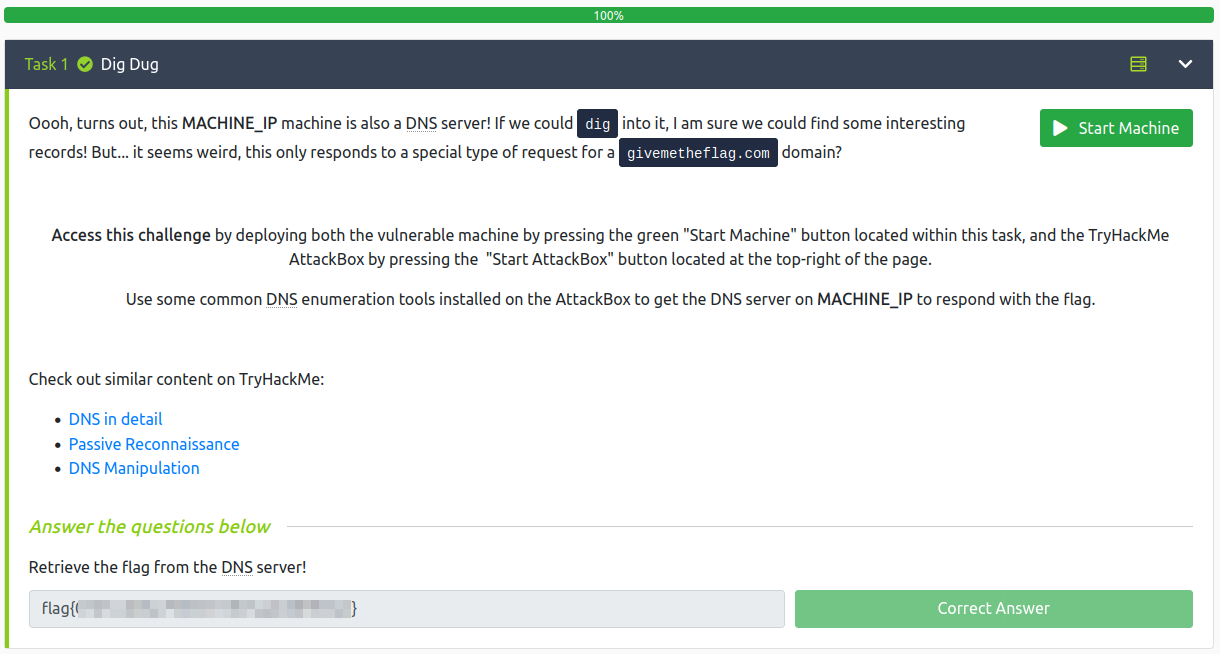 100%
Task 1 Dig Dug
Oooh, turns out, this MACHINE_IP machine is also a DNS server! If we could dig into it, I am sure we could find some interesting
records! But... it seems weird, this only responds to a special type of request for a givemetheflag.com domain?
Start Machine
Access this challenge by deploying both the vulnerable machine by pressing the green "Start Machine" button located within this task, and the TryHackMe
AttackBox by pressing the "Start AttackBox" button located at the top-right of the page.
Use some common DNS enumeration tools installed on the AttackBox to get the DNS server on MACHINE_IP to respond with the flag.
Check out similar content on TryHackMe:
DNS in detail
Passive Reconnaissance
DNS Manipulation
Answer the questions below
Retrieve the flag from the DNS server!
flag{ }
Correct Answer